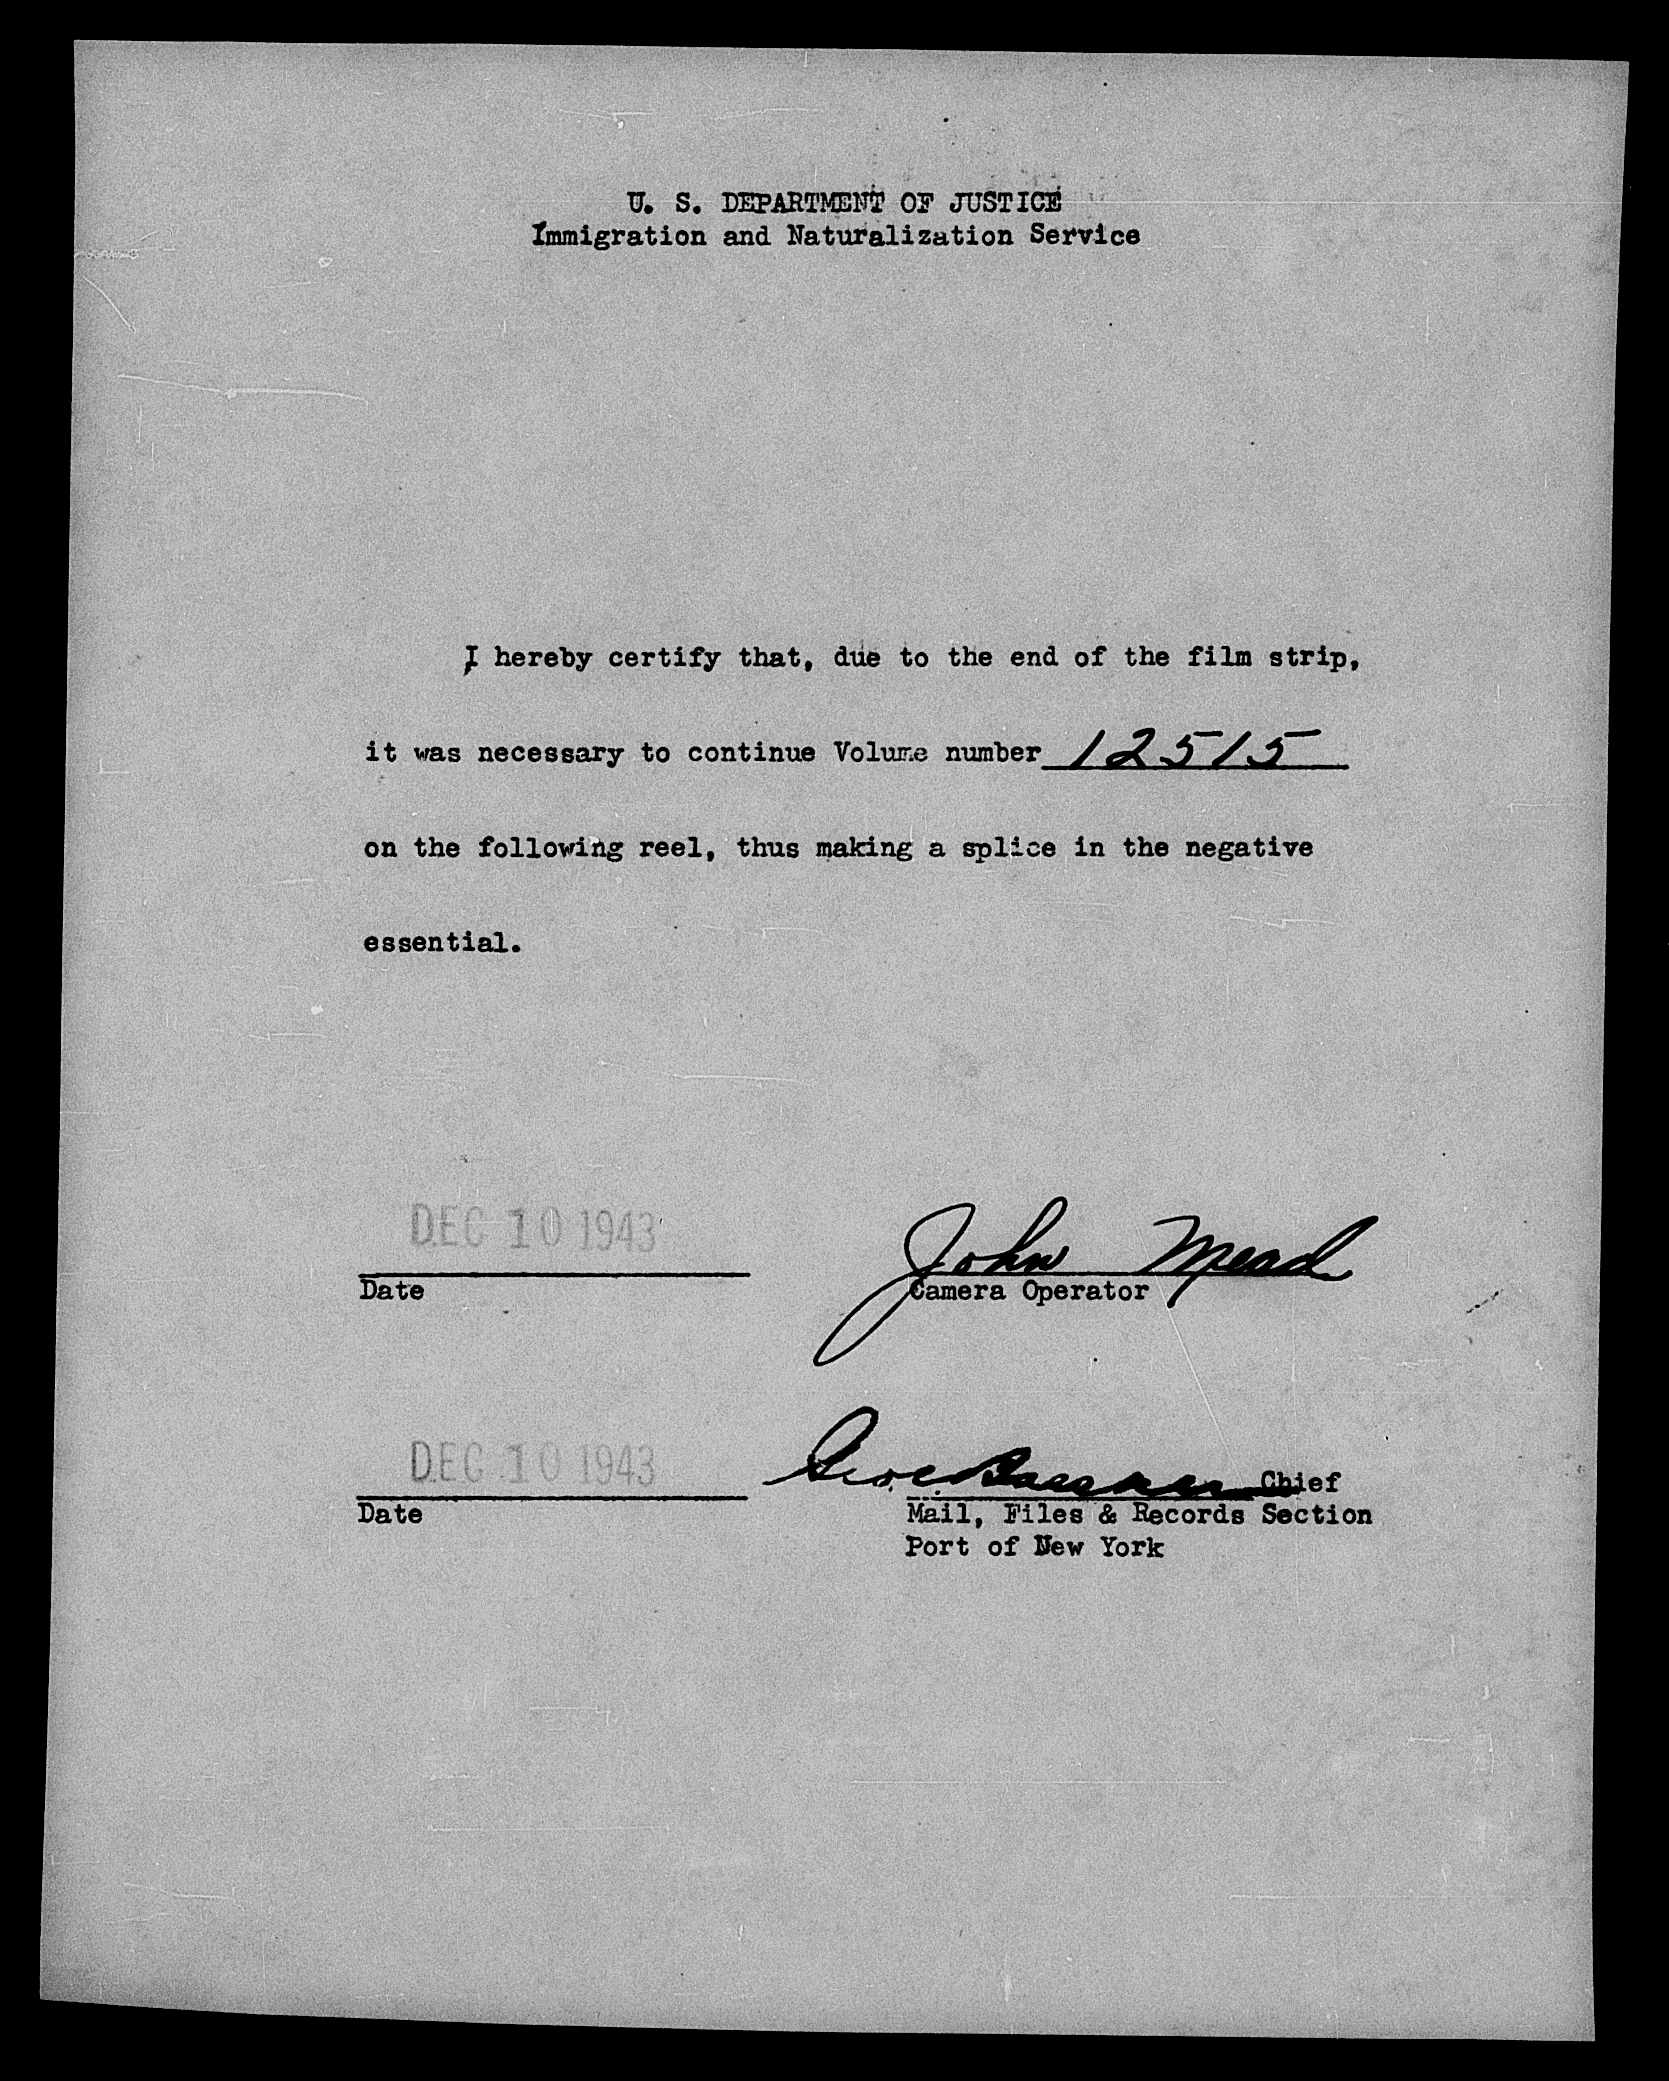 U. S. DEPARTMENT OF JUSTICE
Immigration and Naturalization Service
I hereby certify that, due to the end of the film strip,
it was necessary to continue Volume number 12515
on the following reel, thus making a splice in the negative
essential.
DEC 10 1943
John Mead
Date
Camera Operator
DEC 10 1943
Chief
Date
Mail, Files & Records Section
Port of New York